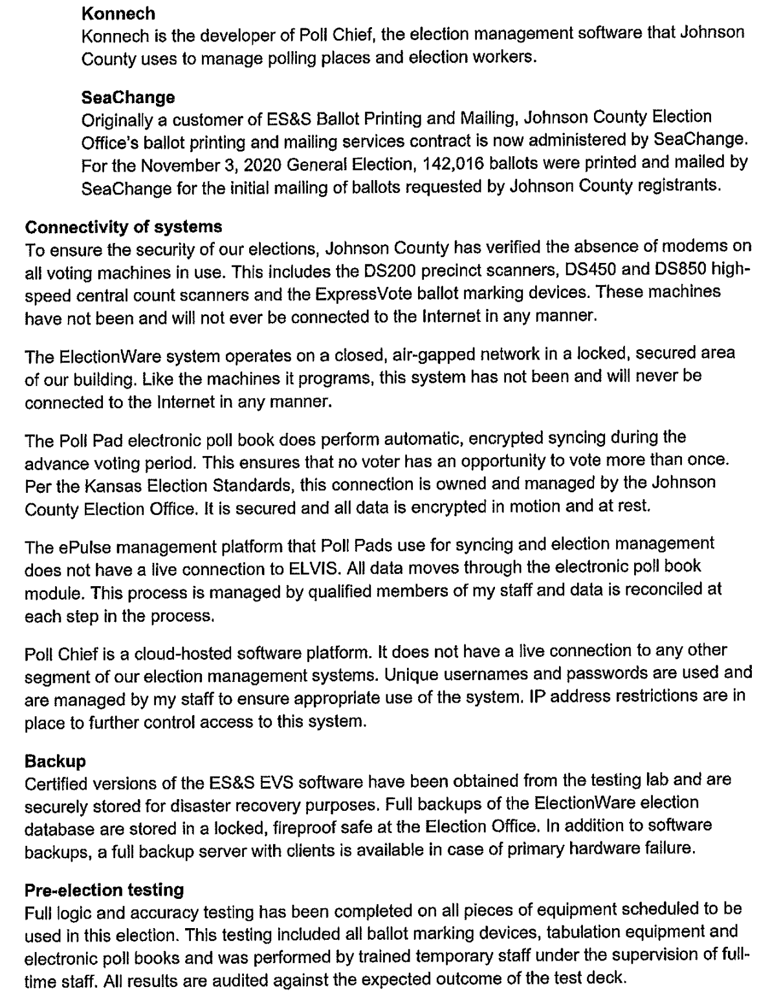 Konnech
Konnech is the developer of Poll Chief, the election management software that Johnson
County uses to manage polling places and election workers.
SeaChange
Originally a customer of ES&S Ballot Printing and Mailing, Johnson County Election
Office's ballot printing and mailing services contract is now administered by SeaChange.
For the November 3, 2020 General Election, 142,016 ballots were printed and mailed by
SeaChange for the initial mailing of ballots requested by Johnson County registrants.
Connectivity of systems
To ensure the security of our elections, Johnson County has verified the absence of modems on
all voting machines in use. This includes the DS200 precinct scanners, DS450 and DS850 high-
speed central count scanners and the ExpressVote ballot marking devices. These machines
have not been and will not ever be connected to the Internet in any manner.
The ElectionWare system operates on a closed, air-gapped network in a locked, secured area
of our building. Like the machines it programs, this system has not been and will never be
connected to the Internet in any manner.
The Poll Pad electronic poll book does perform automatic, encrypted syncing during the
advance voting period. This ensures that no voter has an opportunity to vote more than once.
Per the Kansas Election Standards, this connection is owned and managed by the Johnson
County Election Office. It is secured and all data is encrypted in motion and at rest.
The ePulse management platform that Poll Pads use for syncing and election management
does not have a live connection to ELVIS. All data moves through the electronic poll book
module. This process is managed by qualified members of my staff and data is reconciled at
each step in the process.
Poll Chief is a cloud-hosted software platform. It does not have a live connection to any other
segment of our election management systems. Unique usernames and passwords are used and
are managed by my staff to ensure appropriate use of the system. IP address restrictions are in
place to further control access to this system.
Backup
Certified versions of the ES&S EVS software have been obtained from the testing lab and are
securely stored for disaster recovery purposes. Full backups of the ElectionWare election
database are stored in a locked, fireproof safe at the Election Office. In addition to software
backups, a full backup server with clients is available in case of primary hardware failure.
Pre-election testing
Full logic and accuracy testing has been completed on all pieces of equipment scheduled to be
used in this election. This testing included all ballot marking devices, tabulation equipment and
electronic poll books and was performed by trained temporary staff under the supervision of full-
time staff. All results are audited against the expected outcome of the test deck.